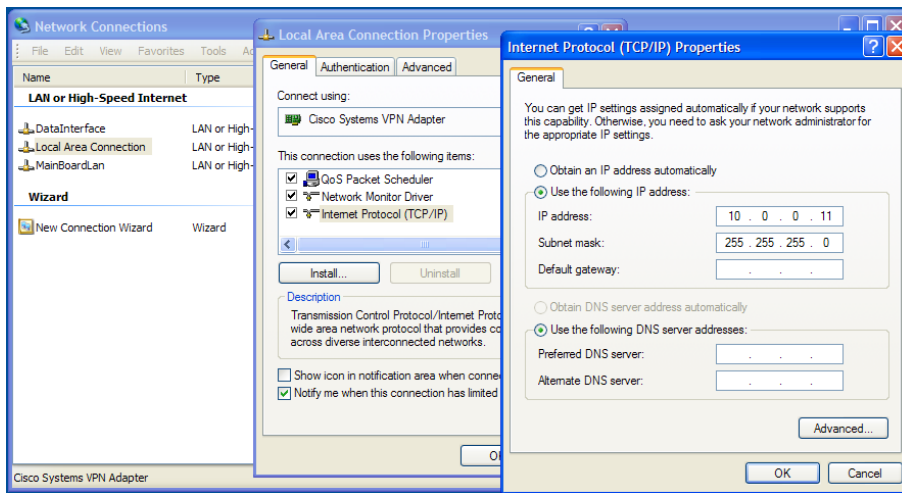 Network Connections
File Edit View Favorites Tools
Name Type
LAN or High-Speed Internet
DataInterface LAN or High-
Local Area Connection LAN or High-
MainBoardLan LAN or High-
Wizard
New Connection Wizard Wizard
Cisco Systems VPN Adapter
Local Area Connection Properties
General Authentication Advanced
Connect using:
Cisco Systems VPN Adapter
This connection uses the following items:
QoS Packet Scheduler
Network Monitor Driver
Internet Protocol (TCP/IP)
Install... Uninstall
Description
Transmission Control Protocol/Internet Proto
wide area network protocol that provides co
across diverse interconnected networks.
Show icon in notification area when conne
Notify me when this connection has limited
Internet Protocol (TCP/IP) Properties
General
You can get IP settings assigned automatically if your network supports
this capability. Otherwise, you need to ask your network administrator for
the appropriate IP settings.
Obtain an IP address automatically
Use the following IP address:
IP address: 10 . 0 . 0 . 11
Subnet mask: 255 . 255 . 255 . 0
Default gateway: . . .
Obtain DNS server address automatically
Use the following DNS server addresses:
Preferred DNS server: . . .
Alternate DNS server: . . .
Advanced...
OK Cancel